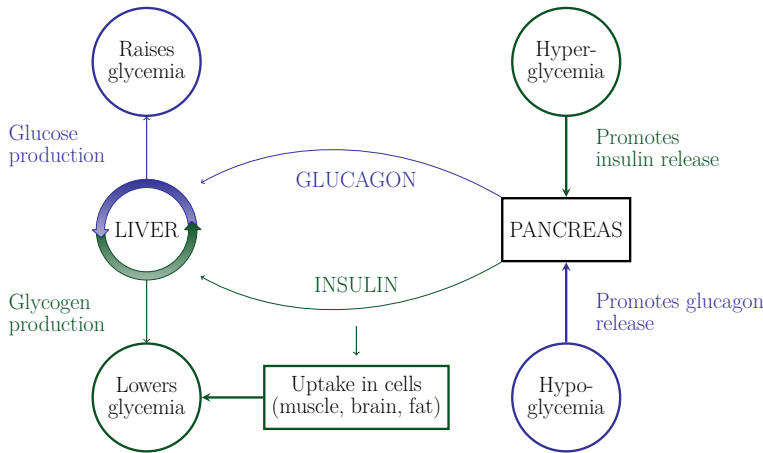 Raises
glycemia
Hyper-
glycemia
Glucose
production
Promotes
insulin release
GLUCAGON
LIVER
PANCREAS
INSULIN
Glycogen
production
Promotes glucagon
release
Lowers
glycemia
Uptake in cells
(muscle, brain, fat)
Hypo-
glycemia